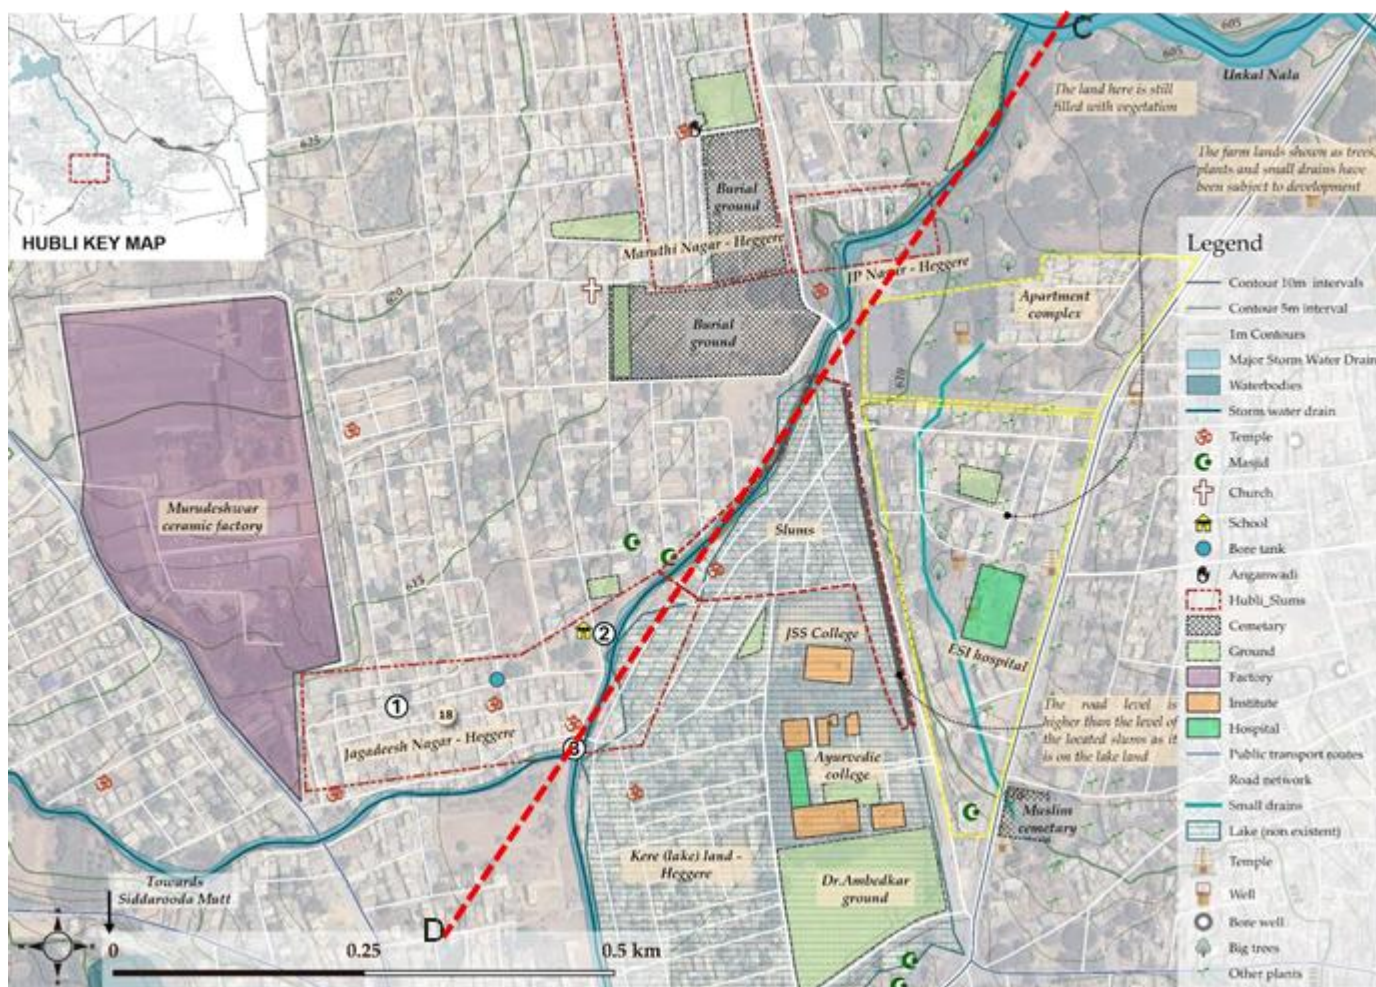 HUBLI KEY MAP
C
605
605
Unkal Nala
The land here is still
filled with vegetation
The farm lands shown as trees,
plants and small drains have
been subject to development
625
Burial
ground
Maruthi Nagar - Heggere
JP Nagar - Heggere
620
Burial
ground
Apartment
complex
610
Murudeshwar
ceramic factory
Slums
615
2
JSS College
ESI hospital
1
18
Jagadeesh Nagar - Heggere
3
The road level is
higher than the level of
the located slums as it
is on the lake land
Ayurvedic
college
Muslim
cemetary
Kere (lake) land -
Heggere
Dr.Ambedkar
ground
Towards
Siddarooda Mutt
D
0
0.25
0.5 km
Legend
Contour 10m intervals
Contour 5m interval
1m Contours
Major Storm Water Drain
Waterbodies
Storm water drain
Temple
Masjid
Church
School
Bore tank
Anganwadi
Hubli_Slums
Cemetary
Ground
Factory
Institute
Hospital
Public transport routes
Road network
Small drains
Lake (non existent)
Temple
Well
Bore well
Big trees
Other plants